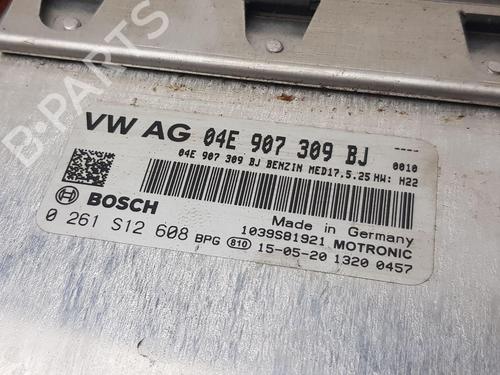 B-PARTS
VW AG 04E 907 309 BJ ----
04E 907 309 BJ BENZIN MED17.5.25 HW: H22 0010
BOSCH
Made in Germany
0 261 S12 608 BPG 810 1039S81921 MOTRONIC
15-05-20 1320 0457